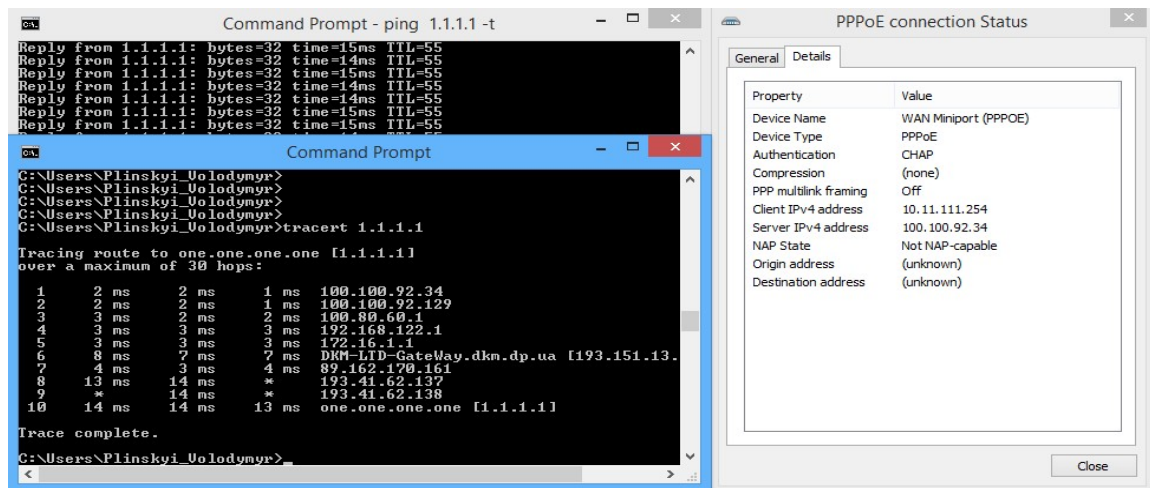 Command Prompt - ping 1.1.1.1 -t
Reply from 1.1.1.1: bytes=32 time=15ms TTL=55
Reply from 1.1.1.1: bytes=32 time=14ms TTL=55
Reply from 1.1.1.1: bytes=32 time=15ms TTL=55
Reply from 1.1.1.1: bytes=32 time=14ms TTL=55
Reply from 1.1.1.1: bytes=32 time=14ms TTL=55
Reply from 1.1.1.1: bytes=32 time=15ms TTL=55
Reply from 1.1.1.1: bytes=32 time=15ms TTL=55
Command Prompt
C:\Users\Plinskyi_Volodymyr>
C:\Users\Plinskyi_Volodymyr>
C:\Users\Plinskyi_Volodymyr>
C:\Users\Plinskyi_Volodymyr>
C:\Users\Plinskyi_Volodymyr>tracert 1.1.1.1
Tracing route to one.one.one.one [1.1.1.1]
over a maximum of 30 hops:
1 2 ms 2 ms 1 ms 100.100.92.34
2 2 ms 2 ms 1 ms 100.100.92.129
3 3 ms 2 ms 2 ms 100.80.60.1
4 3 ms 3 ms 3 ms 192.168.122.1
5 3 ms 3 ms 3 ms 172.16.1.1
6 8 ms 7 ms 7 ms DKM-LTD-GateWay.dkm.dp.ua [193.151.13.
7 4 ms 3 ms 4 ms 89.162.170.161
8 13 ms 14 ms * 193.41.62.137
9 * 14 ms * 193.41.62.138
10 14 ms 14 ms 13 ms one.one.one.one [1.1.1.1]
Trace complete.
C:\Users\Plinskyi_Volodymyr>_
PPPoE connection Status
General Details
Property Value
Device Name WAN Miniport (PPPOE)
Device Type PPPoE
Authentication CHAP
Compression (none)
PPP multilink framing Off
Client IPv4 address 10.11.111.254
Server IPv4 address 100.100.92.34
NAP State Not NAP-capable
Origin address (unknown)
Destination address (unknown)
Close